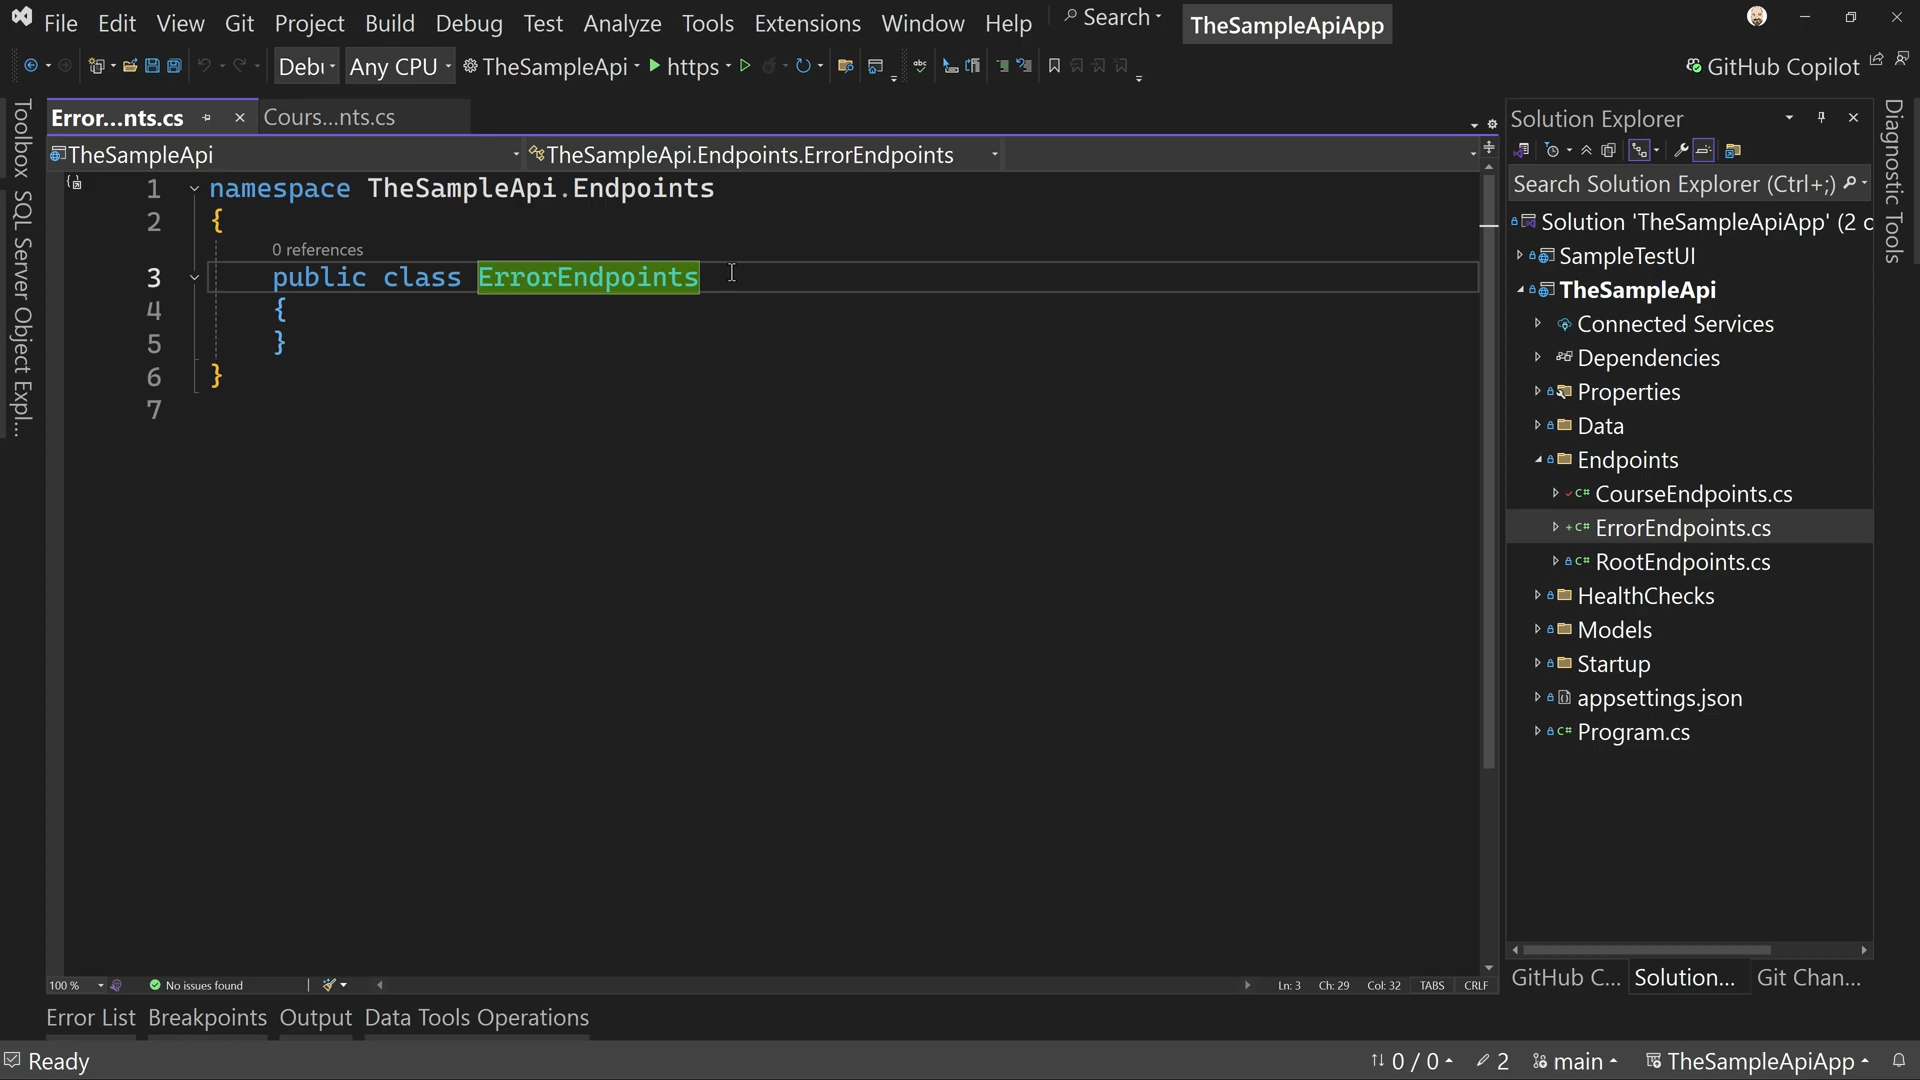 File Edit View Git Project Build Debug Test Analyze Tools Extensions Window Help Search TheSampleApiApp
Debu Any CPU TheSampleApi https GitHub Copilot
Toolbox
SQL Server Object Expl...
Error...nts.cs Cours...nts.cs
TheSampleApi TheSampleApi.Endpoints.ErrorEndpoints
1 namespace TheSampleApi.Endpoints
2 {
0 references
3 public class ErrorEndpoints
4 {
5 }
6 }
7
Solution Explorer
Search Solution Explorer (Ctrl+;)
Solution 'TheSampleApiApp' (2 c
SampleTestUI
TheSampleApi
Connected Services
Dependencies
Properties
Data
Endpoints
CourseEndpoints.cs
ErrorEndpoints.cs
RootEndpoints.cs
HealthChecks
Models
Startup
appsettings.json
Program.cs
Diagnostic Tools
GitHub C... Solution... Git Chan...
100 % No issues found Ln: 3 Ch: 29 Col: 32 TABS CRLF
Error List Breakpoints Output Data Tools Operations
Ready 0 / 0 2 main TheSampleApiApp